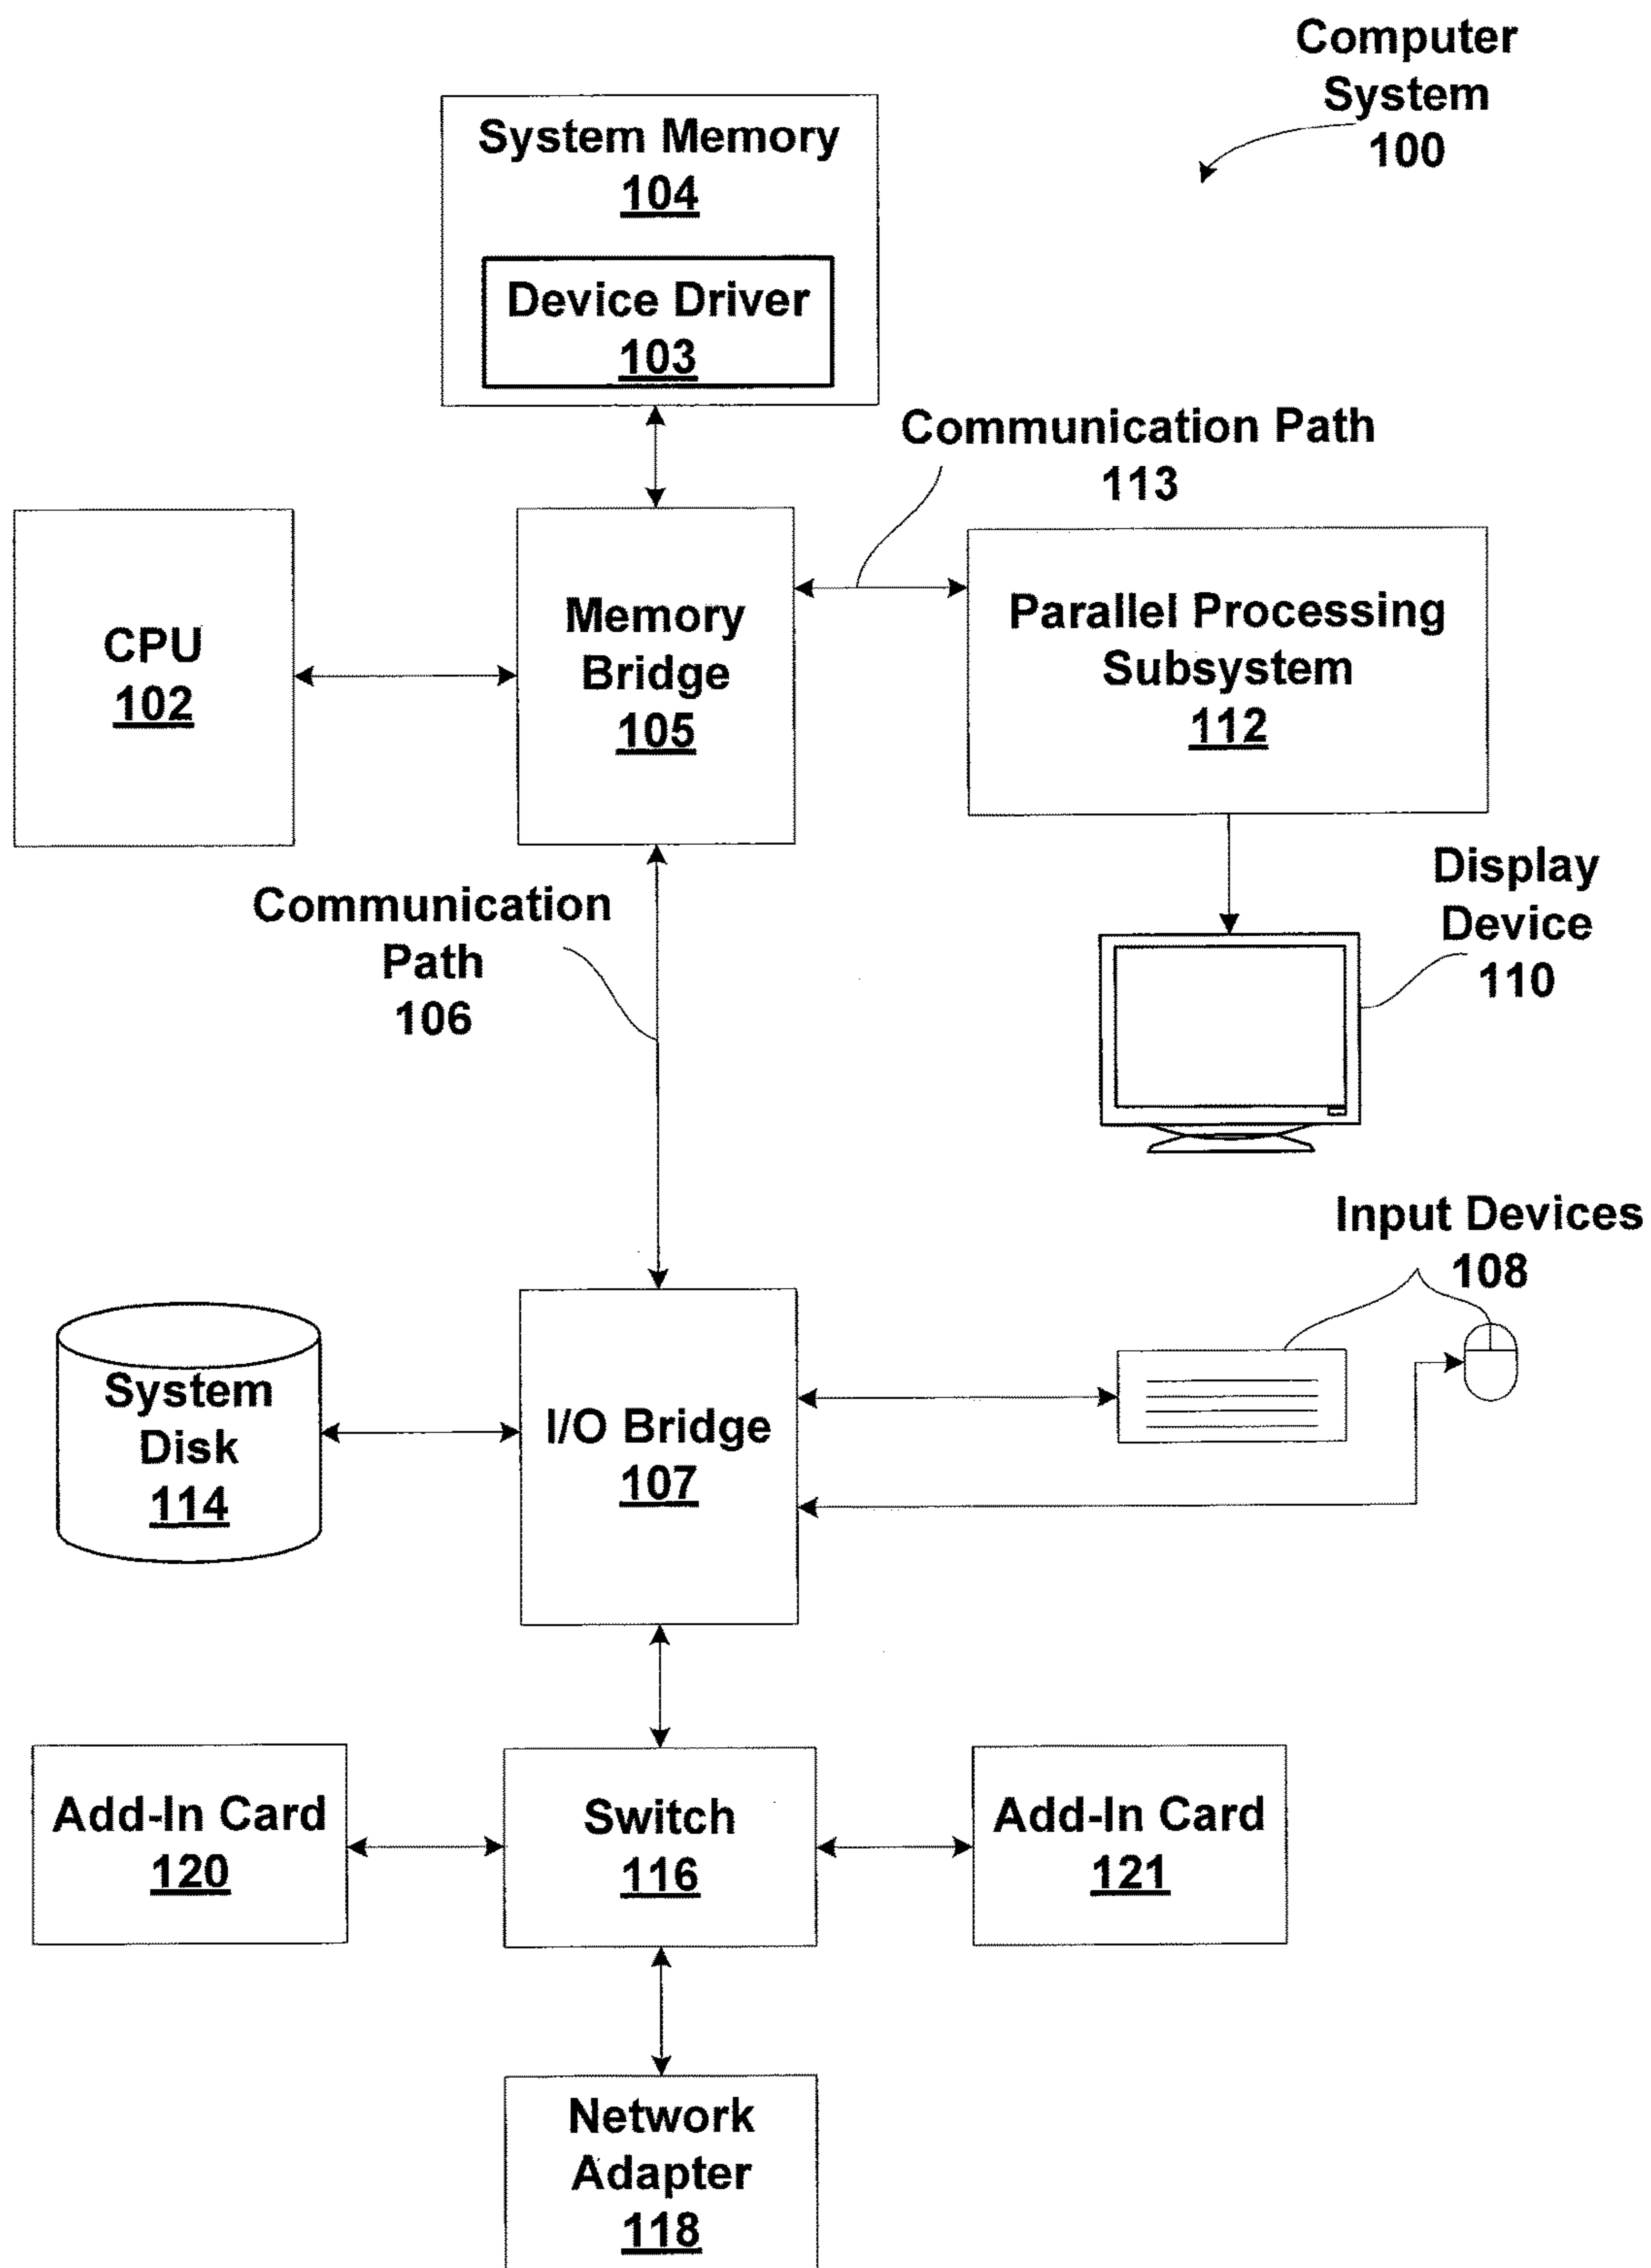 Computer
System
100
System Memory
104
Device Driver
103
Communication Path
113
CPU
102
Memory
Bridge
105
Parallel Processing
Subsystem
112
Communication
Path
106
Display
Device
110
Input Devices
108
System
Disk
114
I/O Bridge
107
Add-In Card
120
Switch
116
Add-In Card
121
Network
Adapter
118